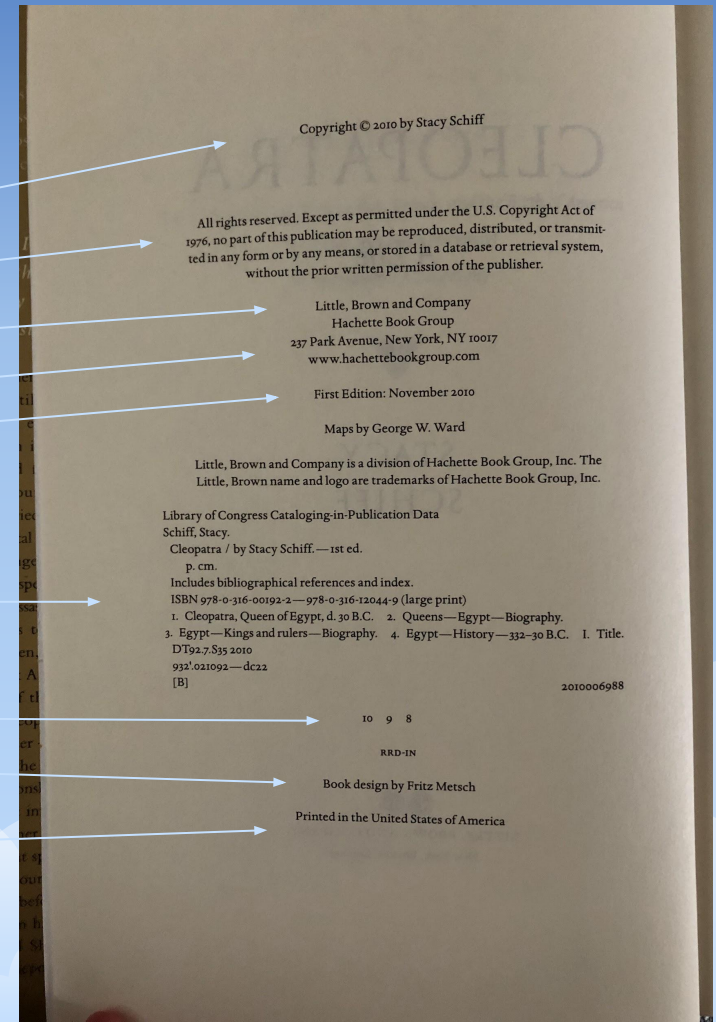 Copyright © 2010 by Stacy Schiff
All rights reserved. Except as permitted under the U.S. Copyright Act of
1976, no part of this publication may be reproduced, distributed, or transmit-
ted in any form or by any means, or stored in a database or retrieval system,
without the prior written permission of the publisher.
Little, Brown and Company
Hachette Book Group
237 Park Avenue, New York, NY 10017
www.hachettebookgroup.com
First Edition: November 2010
Maps by George W. Ward
Little, Brown and Company is a division of Hachette Book Group, Inc. The
Little, Brown name and logo are trademarks of Hachette Book Group, Inc.
Library of Congress Cataloging-in-Publication Data
Schiff, Stacy.
Cleopatra / by Stacy Schiff.—1st ed.
p. cm.
Includes bibliographical references and index.
ISBN 978-0-316-00192-2—978-0-316-12044-9 (large print)
1. Cleopatra, Queen of Egypt, d. 30 B.C. 2. Queens—Egypt—Biography.
3. Egypt—Kings and rulers—Biography. 4. Egypt—History—332–30 B.C. I. Title.
DT92.7.S35 2010
932'.021092—dc22
[B] 2010006988
10 9 8
RRD-IN
Book design by Fritz Metsch
Printed in the United States of America